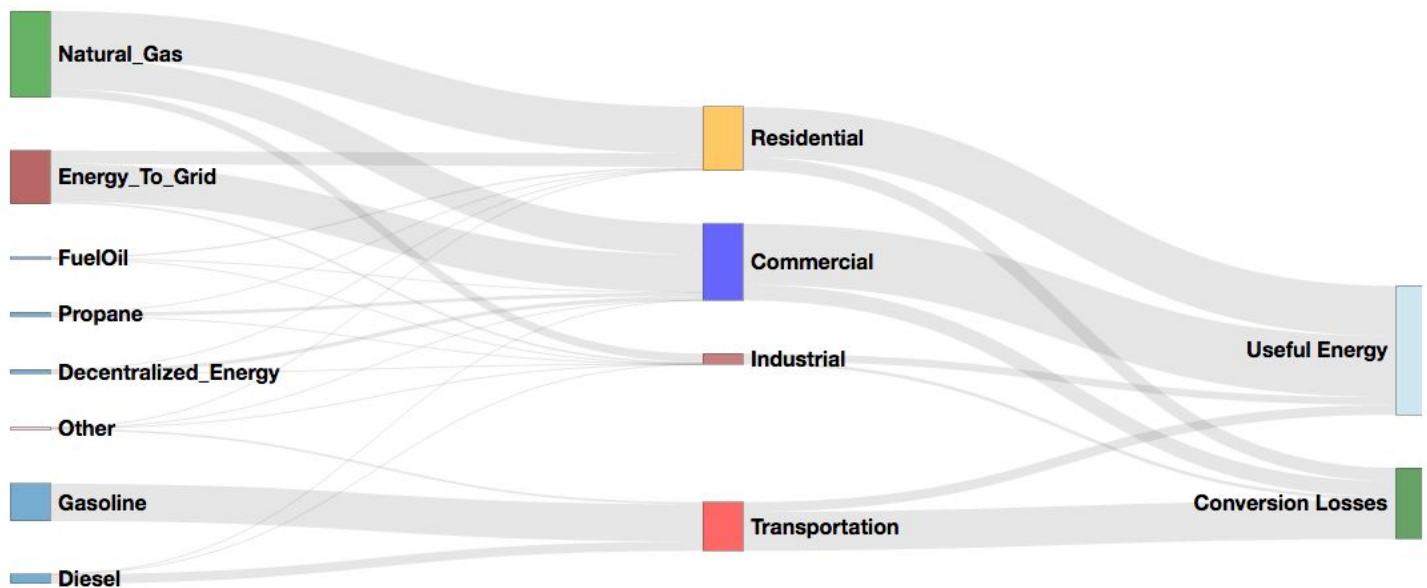 Natural_Gas
Energy_To_Grid
FuelOil
Propane
Decentralized_Energy
Other
Gasoline
Diesel
Residential
Commercial
Industrial
Transportation
Useful Energy
Conversion Losses